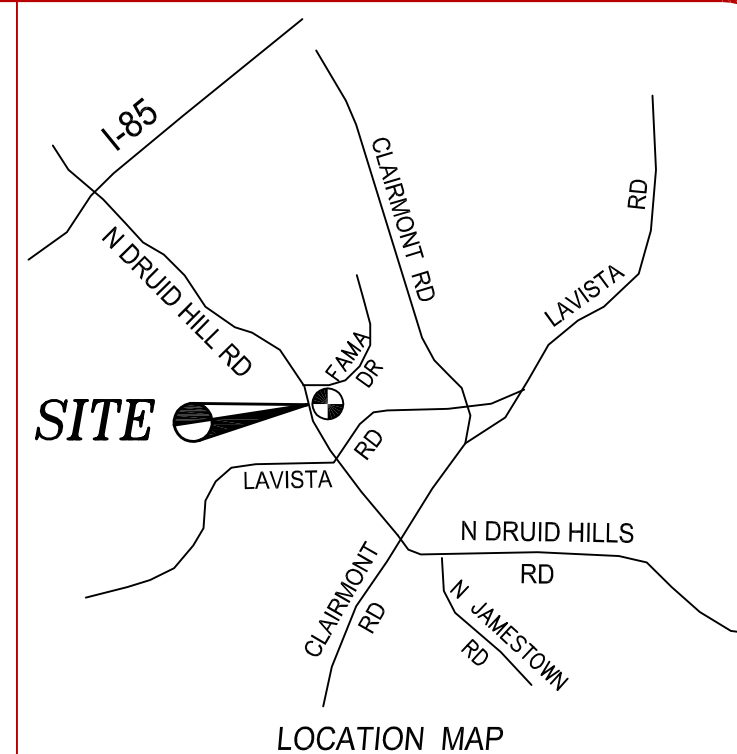 I-85
CLAIRMONT RD
RD
LAVISTA
N DRUID HILL RD
FAMA
DR
SITE
RD
LAVISTA
N DRUID HILLS
RD
CLAIRMONT
RD
N JAMESTOWN
RD
LOCATION MAP